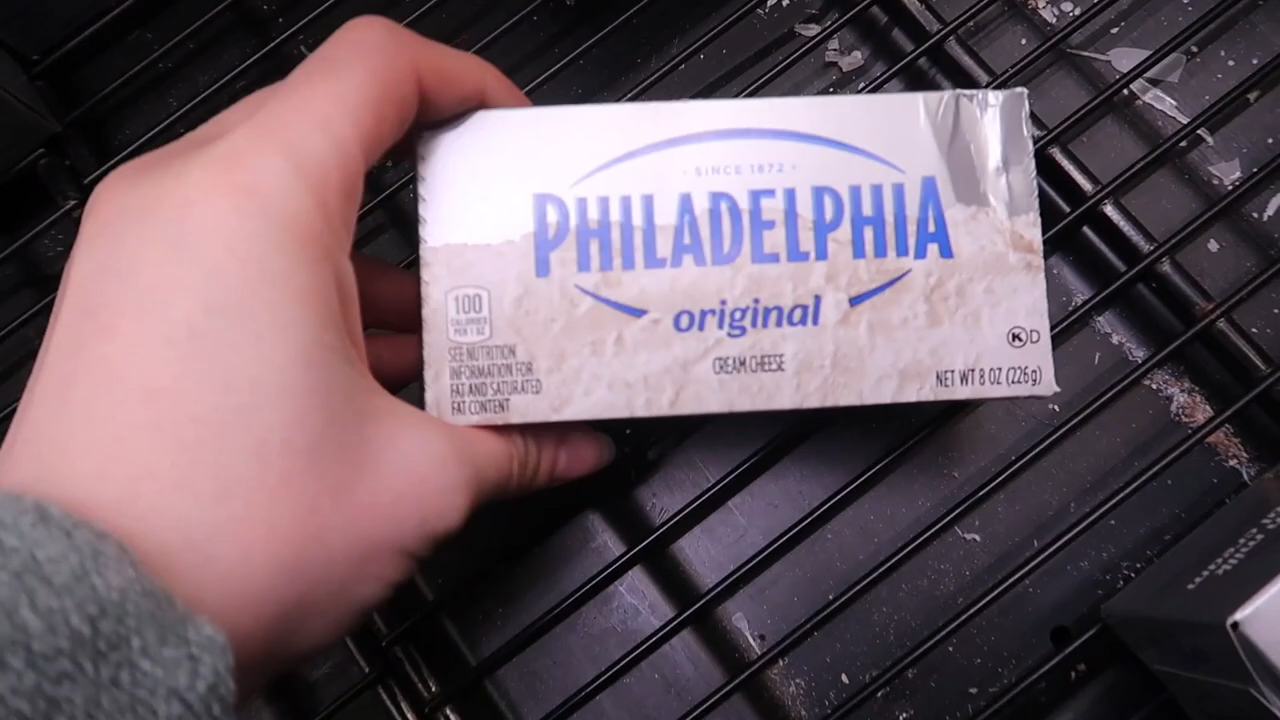 · SINCE 1872 ·
PHILADELPHIA
original
CREAM CHEESE
100
CALORIES
PER 1 OZ
SEE NUTRITION
INFORMATION FOR
FAT AND SATURATED
FAT CONTENT
K D
NET WT 8 OZ (226g)
milk